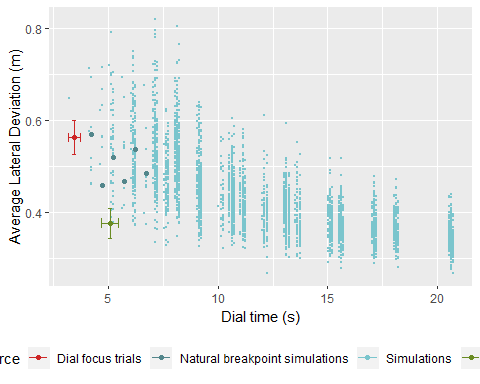 0.8
0.6
0.4
Average Lateral Deviation (m)
5 10 15 20
Dial time (s)
rce Dial focus trials Natural breakpoint simulations Simulations